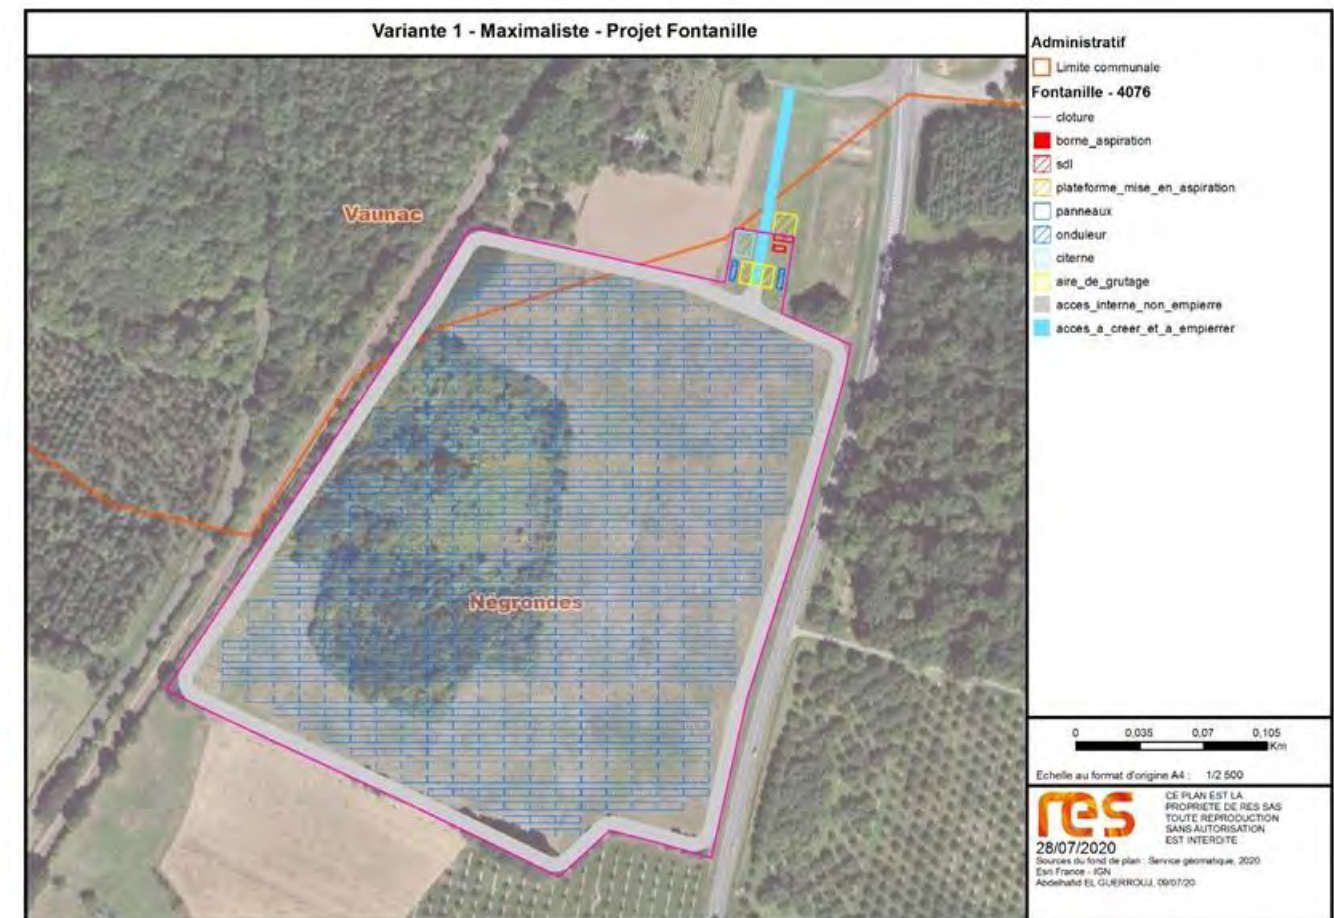 Variante 1 - Maximaliste - Projet Fontanille
Vaunac
Négrondes
Administratif
Limite communale
Fontanille - 4076
cloture
borne_aspiration
sdl
plateforme_mise_en_aspiration
panneaux
onduleur
citerne
aire_de_grutage
acces_interne_non_empierre
acces_a_creer_et_a_empierrer
0 0,035 0,07 0,105
Km
Echelle au format d'origine A4 : 1/2 500
res
CE PLAN EST LA
PROPRIETE DE RES SAS
TOUTE REPRODUCTION
SANS AUTORISATION
EST INTERDITE
28/07/2020
Sources du fond de plan : Service géomatique, 2020
Esri France - IGN
Abdelhafid EL GUERROUJ, 09/07/20